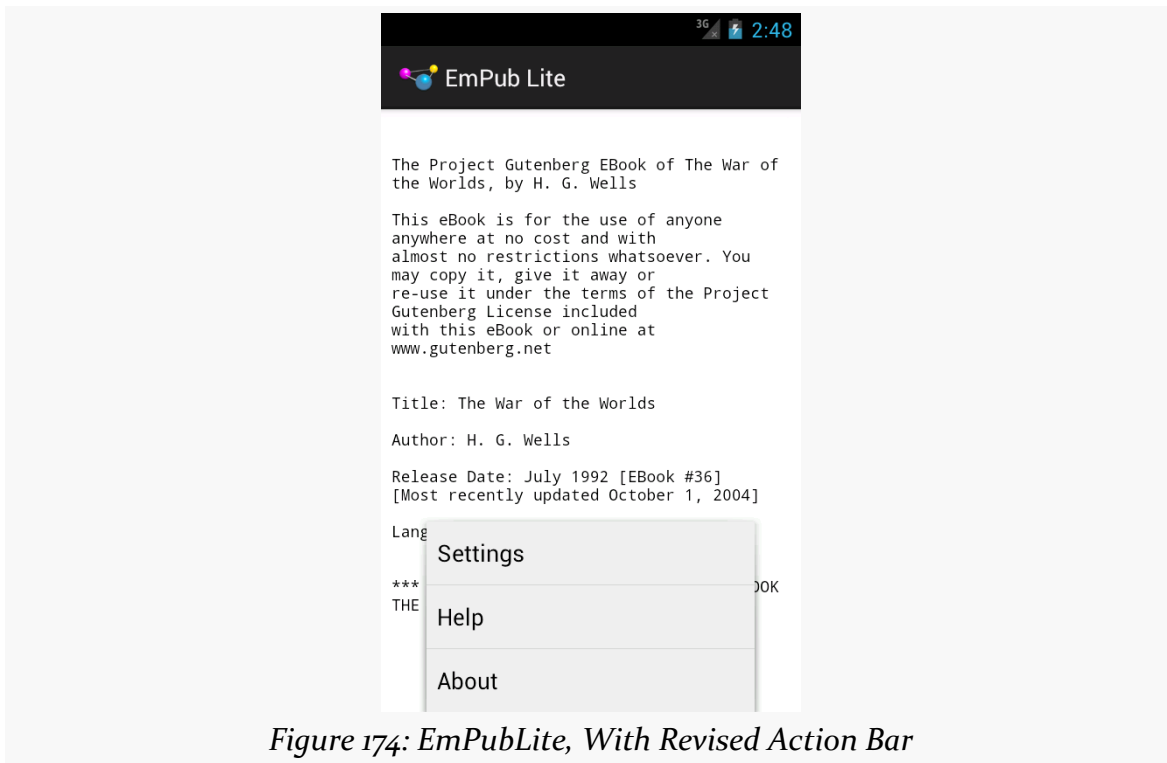 3G
2:48
EmPub Lite
The Project Gutenberg EBook of The War of
the Worlds, by H. G. Wells
This eBook is for the use of anyone
anywhere at no cost and with
almost no restrictions whatsoever. You
may copy it, give it away or
re-use it under the terms of the Project
Gutenberg License included
with this eBook or online at
www.gutenberg.net
Title: The War of the Worlds
Author: H. G. Wells
Release Date: July 1992 [EBook #36]
[Most recently updated October 1, 2004]
Lang
Settings
*** OOK
THE
Help
About
Figure 174: EmPubLite, With Revised Action Bar